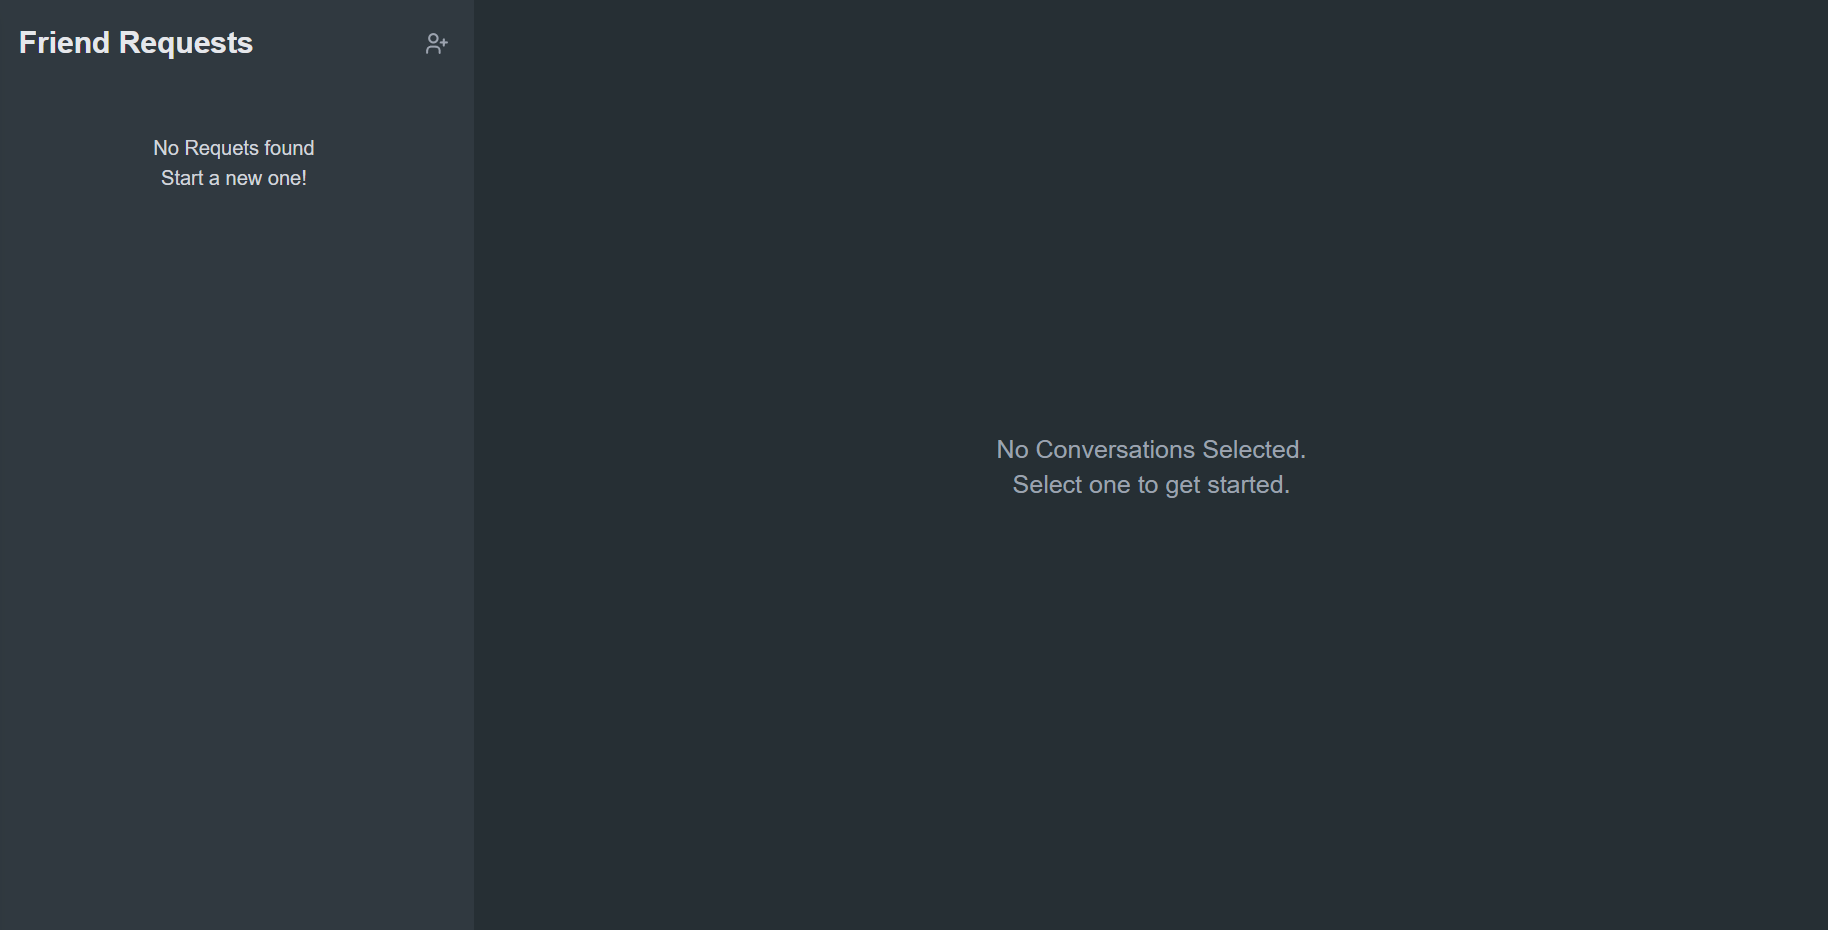 Friend Requests
No Requets found
Start a new one!
No Conversations Selected.
Select one to get started.